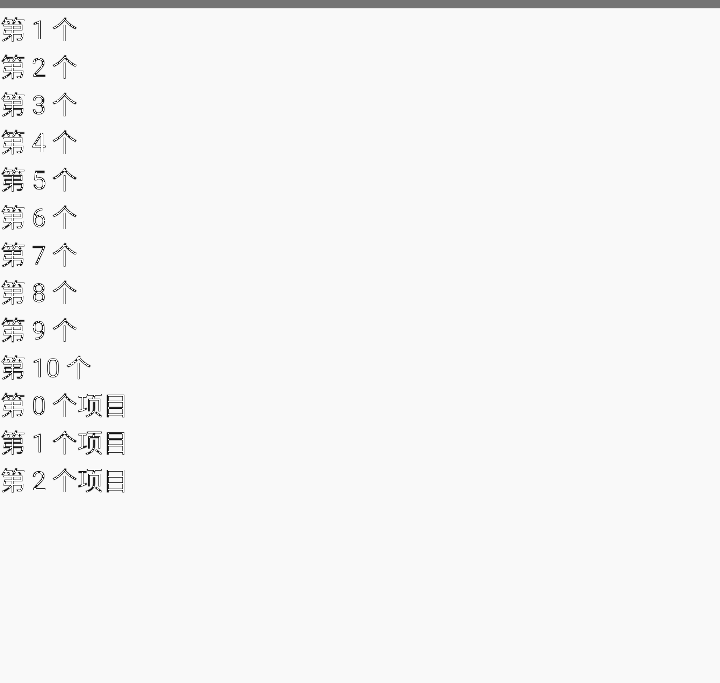 第 1 个
第 2 个
第 3 个
第 4 个
第 5 个
第 6 个
第 7 个
第 8 个
第 9 个
第 10 个
第 0 个项目
第 1 个项目
第 2 个项目